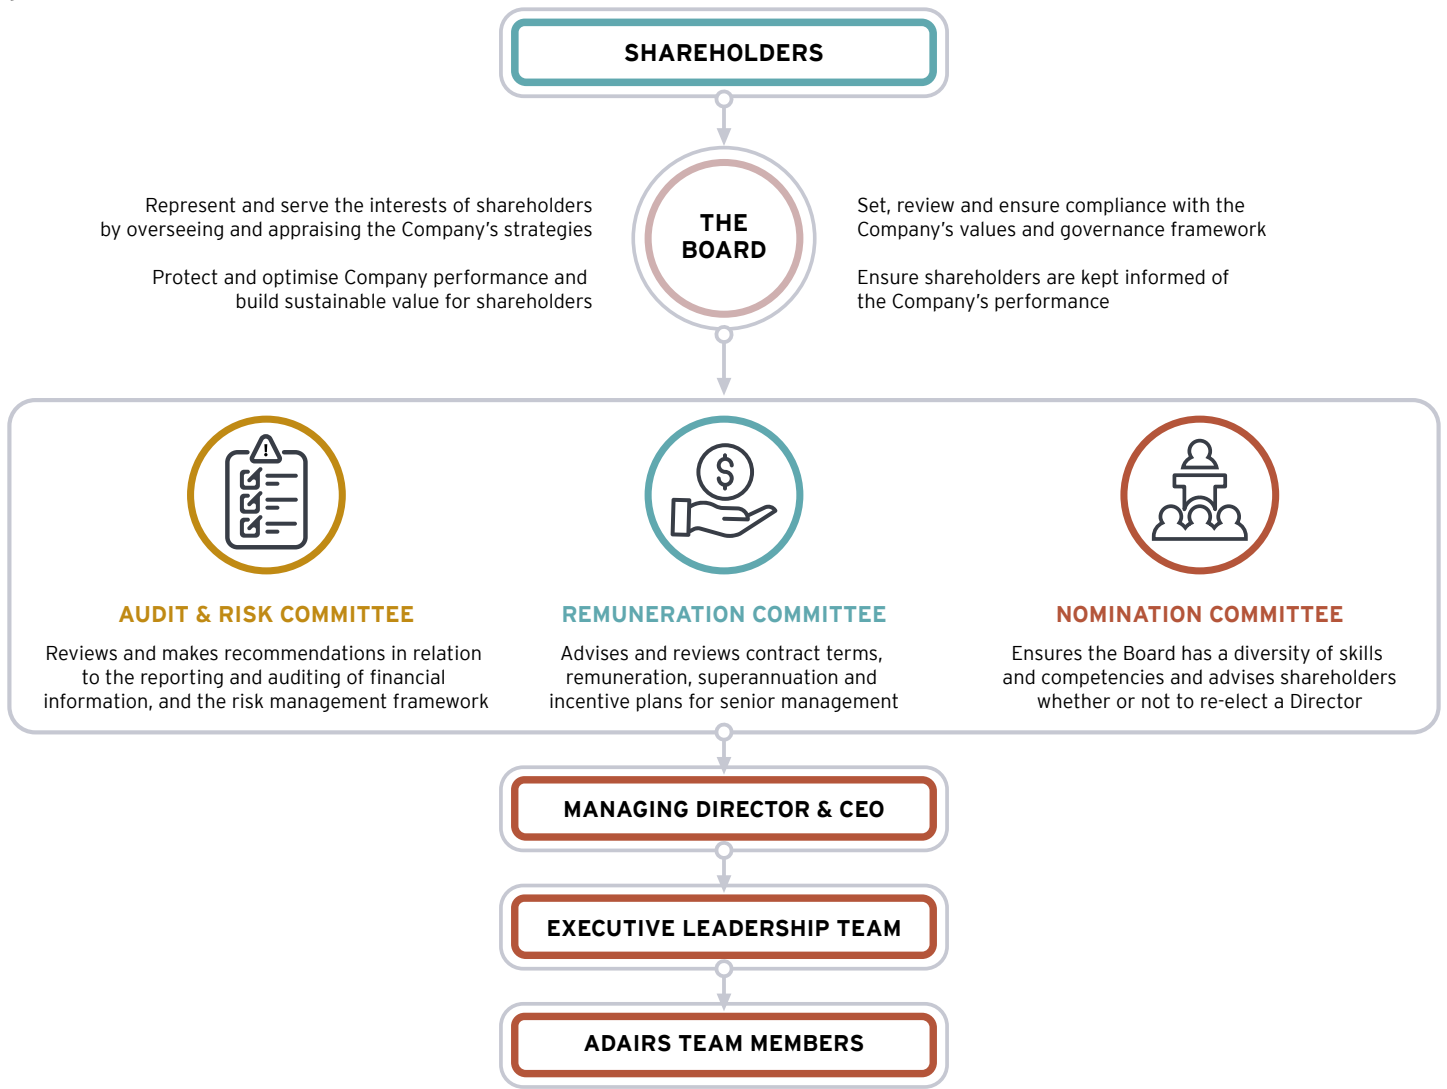 SHAREHOLDERS
Represent and serve the interests of shareholders
by overseeing and appraising the Company’s strategies
Protect and optimise Company performance and
build sustainable value for shareholders
THE
BOARD
Set, review and ensure compliance with the
Company’s values and governance framework
Ensure shareholders are kept informed of
the Company’s performance
AUDIT & RISK COMMITTEE
Reviews and makes recommendations in relation
to the reporting and auditing of financial
information, and the risk management framework
REMUNERATION COMMITTEE
Advises and reviews contract terms,
remuneration, superannuation and
incentive plans for senior management
NOMINATION COMMITTEE
Ensures the Board has a diversity of skills
and competencies and advises shareholders
whether or not to re-elect a Director
MANAGING DIRECTOR & CEO
EXECUTIVE LEADERSHIP TEAM
ADAIRS TEAM MEMBERS